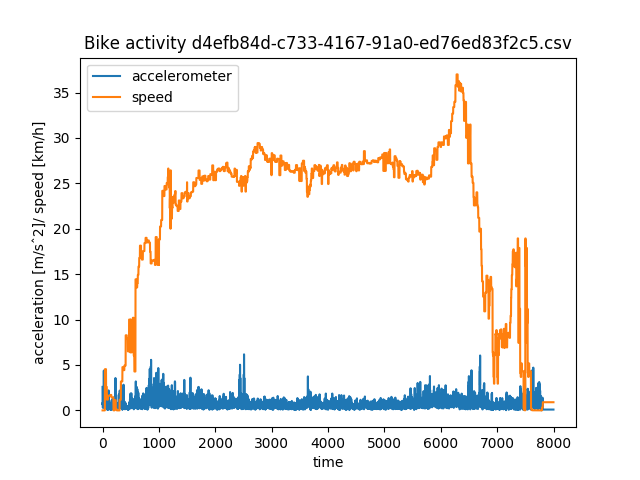 Bike activity d4efb84d-c733-4167-91a0-ed76ed83f2c5.csv
accelerometer
speed
acceleration [m/s^2]/ speed [km/h]
35
30
25
20
15
10
5
0
0 1000 2000 3000 4000 5000 6000 7000 8000
time